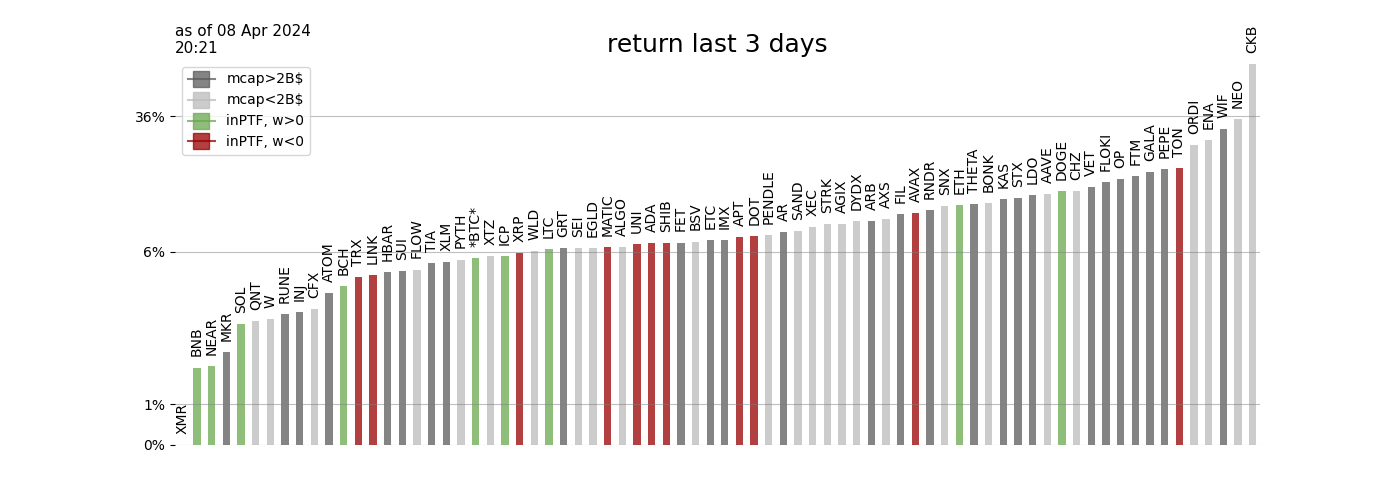 as of 08 Apr 2024
20:21
return last 3 days
mcap>2B$
mcap<2B$
inPTF, w>0
inPTF, w<0
36%
6%
1%
0%
XMR
BNB
NEAR
MKR
SOL
QNT
W
RUNE
INJ
CFX
ATOM
BCH
TRX
LINK
HBAR
SUI
FLOW
TIA
XLM
PYTH
*BTC*
XTZ
ICP
XRP
WLD
LTC
GRT
SEI
EGLD
MATIC
ALGO
UNI
ADA
SHIB
FET
BSV
ETC
IMX
APT
DOT
PENDLE
AR
SAND
XEC
STRK
AGIX
DYDX
ARB
AXS
FIL
AVAX
RNDR
SNX
ETH
THETA
BONK
KAS
STX
LDO
AAVE
DOGE
CHZ
VET
FLOKI
OP
FTM
GALA
PEPE
TON
ORDI
ENA
WIF
NEO
CKB